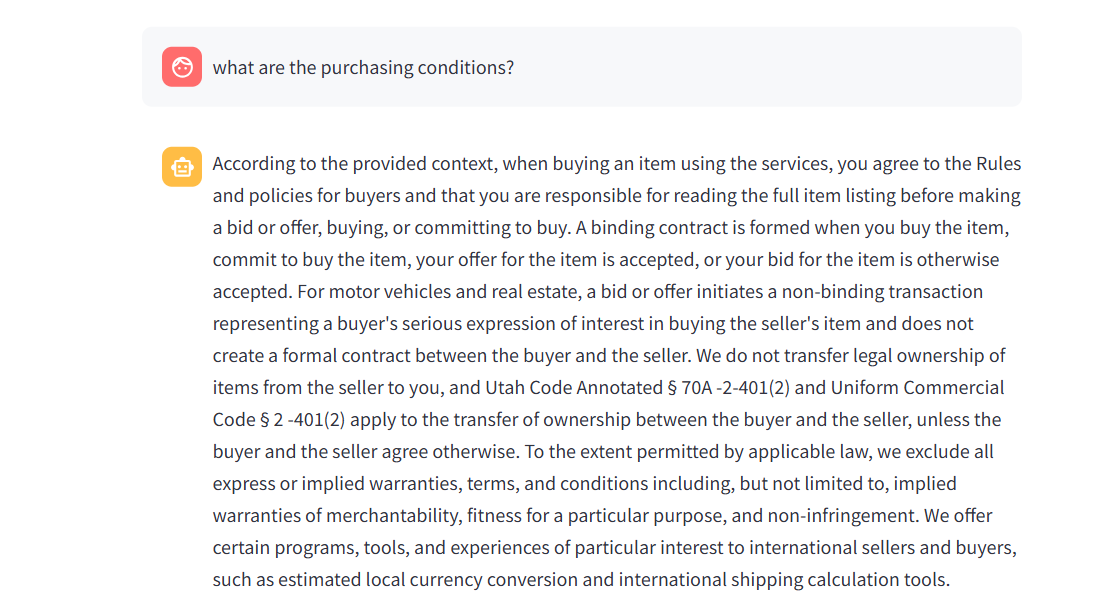 what are the purchasing conditions?
According to the provided context, when buying an item using the services, you agree to the Rules
and policies for buyers and that you are responsible for reading the full item listing before making
a bid or offer, buying, or committing to buy. A binding contract is formed when you buy the item,
commit to buy the item, your offer for the item is accepted, or your bid for the item is otherwise
accepted. For motor vehicles and real estate, a bid or offer initiates a non-binding transaction
representing a buyer's serious expression of interest in buying the seller's item and does not
create a formal contract between the buyer and the seller. We do not transfer legal ownership of
items from the seller to you, and Utah Code Annotated § 70A -2-401(2) and Uniform Commercial
Code § 2 -401(2) apply to the transfer of ownership between the buyer and the seller, unless the
buyer and the seller agree otherwise. To the extent permitted by applicable law, we exclude all
express or implied warranties, terms, and conditions including, but not limited to, implied
warranties of merchantability, fitness for a particular purpose, and non-infringement. We offer
certain programs, tools, and experiences of particular interest to international sellers and buyers,
such as estimated local currency conversion and international shipping calculation tools.